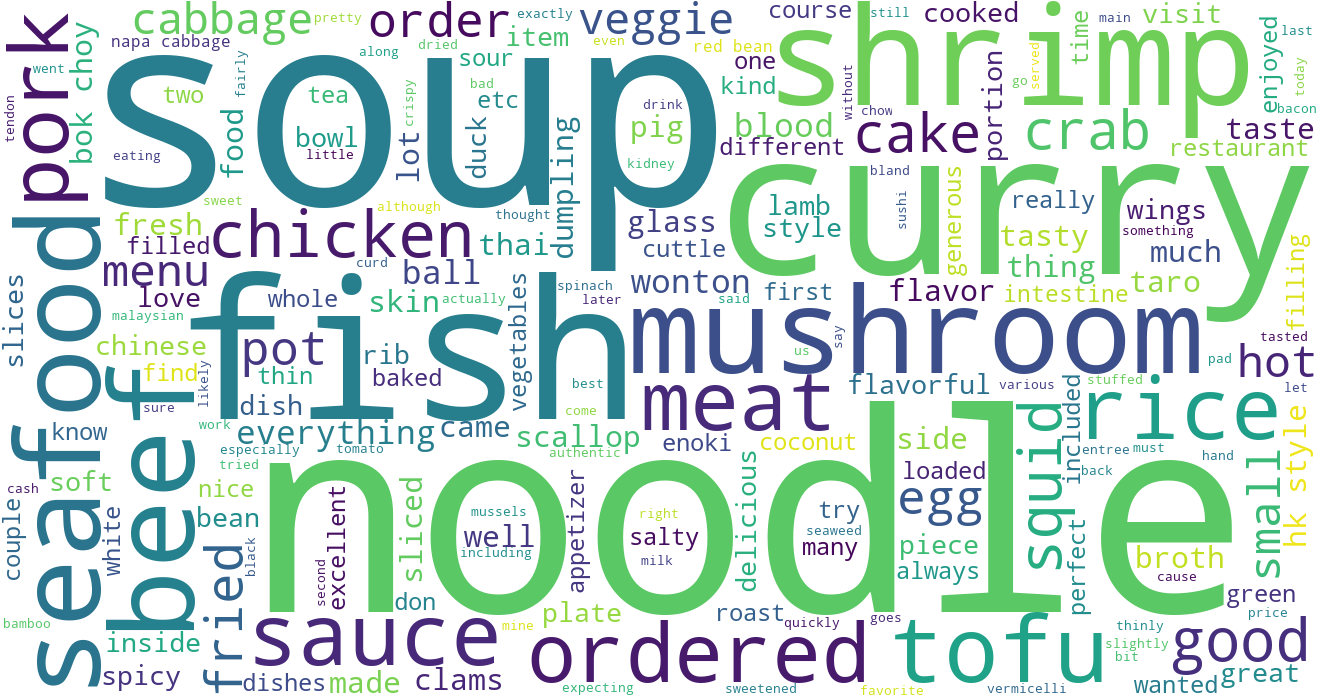 cabbage
pretty
order
exactly
veggie
course
still
cooked
visit
main
last
napa cabbage
along
dried
item
even
red bean
one
time
served
go
enjoyed
today
bacon
pork
went
bok choy
fairly
soup
sour
bad
etc
kind
without
portion
shrimp
tendon
two
food
tea
bowl
little
crispy
lot
duck
drink
pig
kidney
blood
different
chow
cake
crab
taste
restaurant
eating
dumpling
bland
sushi
curry
sweet
although
thought
glass
lamb
style
generous
really
wings
something
fresh
filled
chicken
thai
cuttle
tasty
much
menu
curd
ball
spinach
wonton
first
flavor
thing
intestine
taro
filling
seafood
slices
love
whole
skin
actually
vegetables
later
said
malaysian
fish
mushroom
say
us
tasted
chinese
pot
rib
find
thin
baked
best
meat
flavorful
various
pad
stuffed
hot
let
beef
likely
sure
dish
come
rice
know
work
everything
came
scallop
authentic
enoki
coconut
side
squid
included
entree
must
hand
back
especially
tomato
tried
small
hk style
cash
soft
nice
noodle
loaded
egg
couple
white
bean
black
second
excellent
sliced
mussels
well
including
appetizer
right
salty
milk
delicious
try
seaweed
many
piece
always
perfect
broth
cause
fried
don
plate
roast
quickly
goes
green
price
bamboo
inside
sauce
mine
ordered
tofu
thinly
slightly
bit
good
spicy
dishes
made
clams
expecting
sweetened
favorite
vermicelli
wanted
great